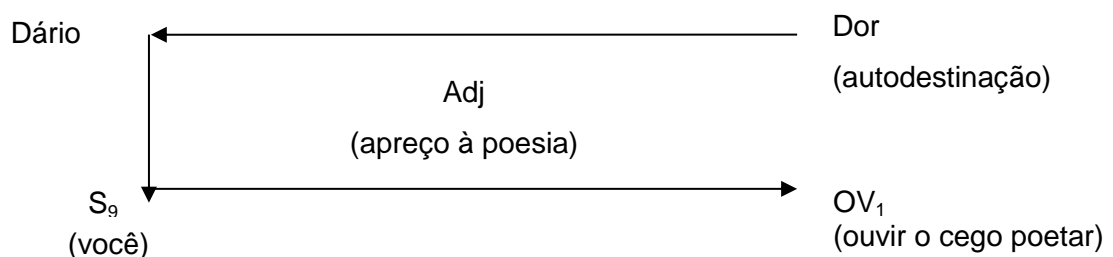 Dário
Dor
(autodestinação)
Adj
(apreço à poesia)
S₉
(você)
OV₁
(ouvir o cego poetar)